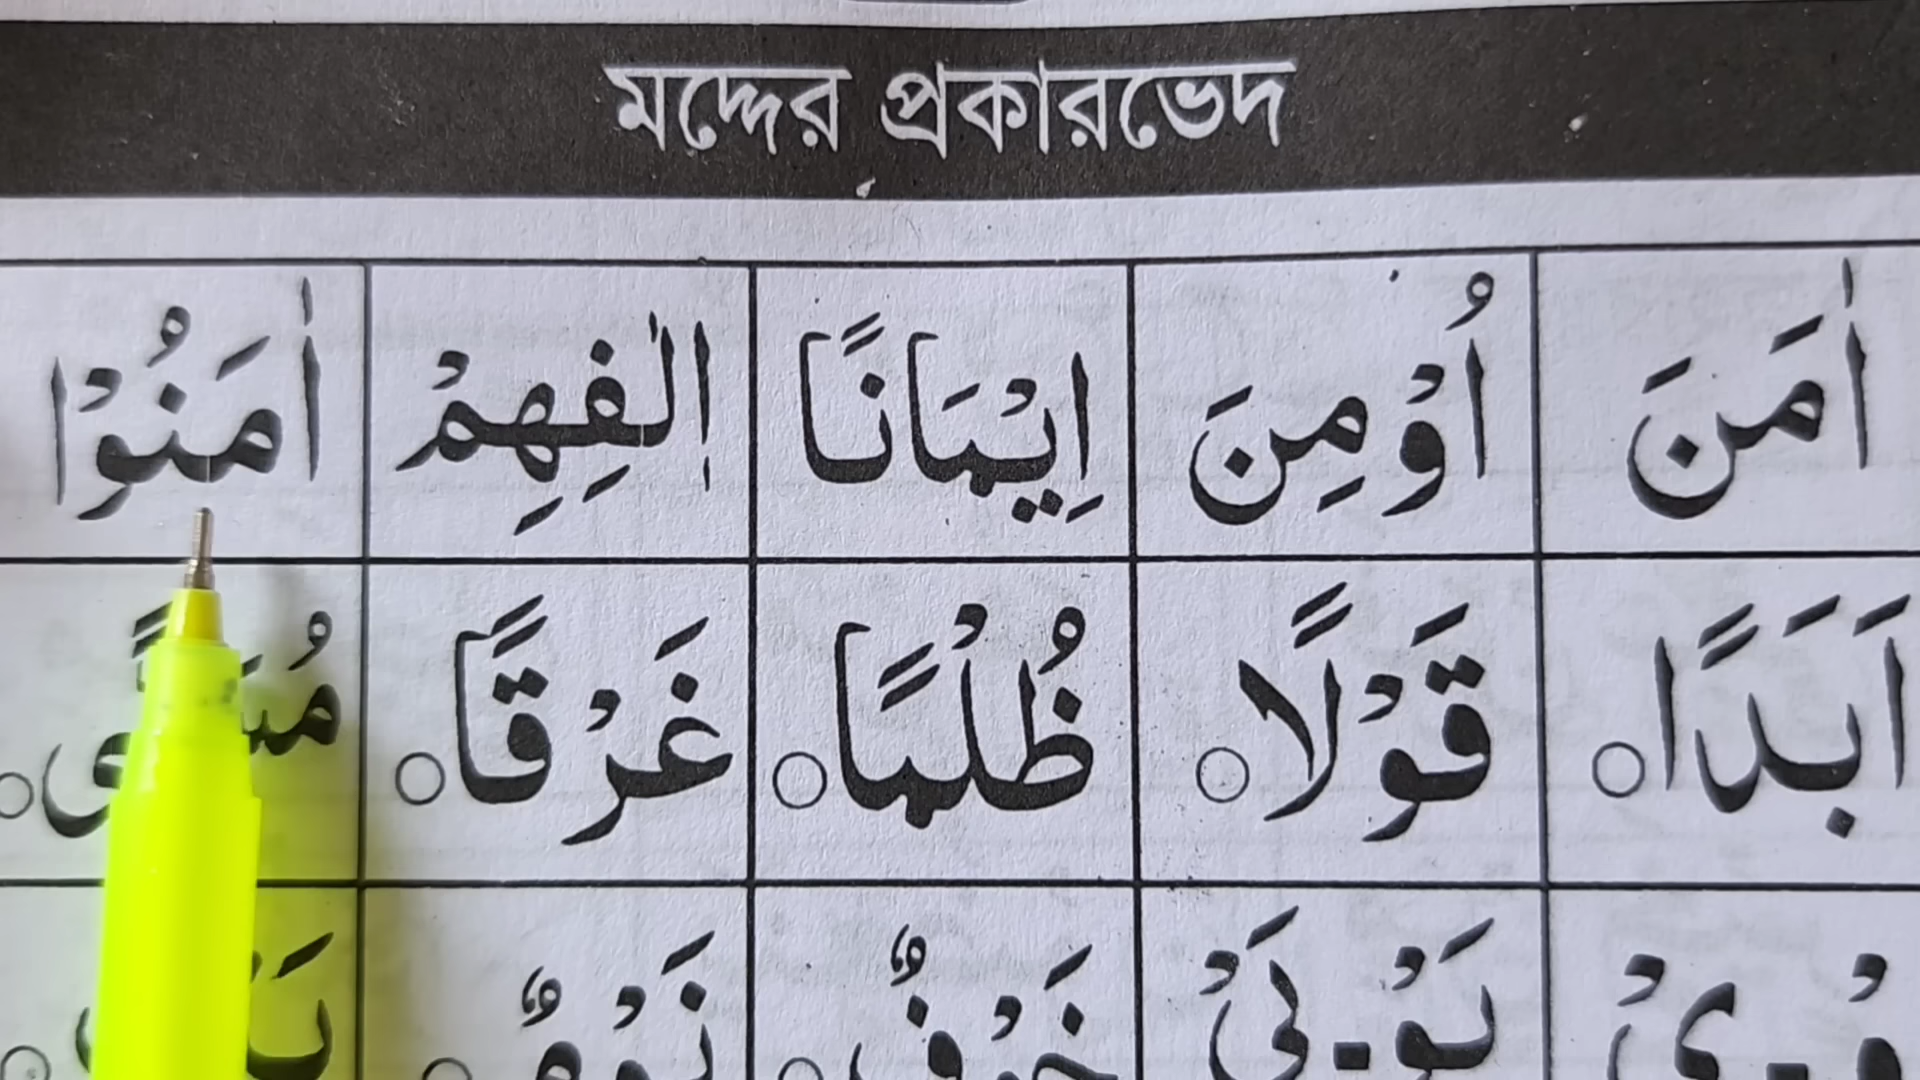 মদ্দের প্রকারভেদ
اٰمَنَ اُوْمِنَ اِيْمَانًا اٖلٰفِهِمْ اٰمَنُوْا
اَبَدًا○ قَوْلًا○ ظُلْمًا○ غَرْقًا○
وْ-یْ بَوْ-بَیْ خَوْفٌ○ نَوْمٌ○